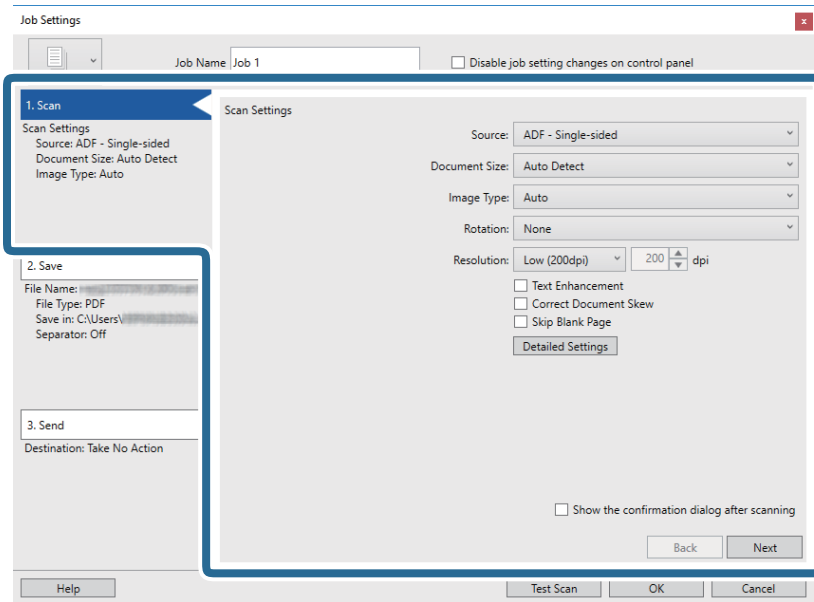 Job Settings
x
Job Name Job 1
Disable job setting changes on control panel
1. Scan
Scan Settings
Source: ADF - Single-sided
Document Size: Auto Detect
Image Type: Auto
2. Save
File Name:
File Type: PDF
Save in: C:\Users\
Separator: Off
3. Send
Destination: Take No Action
Scan Settings
Source: ADF - Single-sided
Document Size: Auto Detect
Image Type: Auto
Rotation: None
Resolution: Low (200dpi) 200 dpi
Text Enhancement
Correct Document Skew
Skip Blank Page
Detailed Settings
Show the confirmation dialog after scanning
Back Next
Help Test Scan OK Cancel